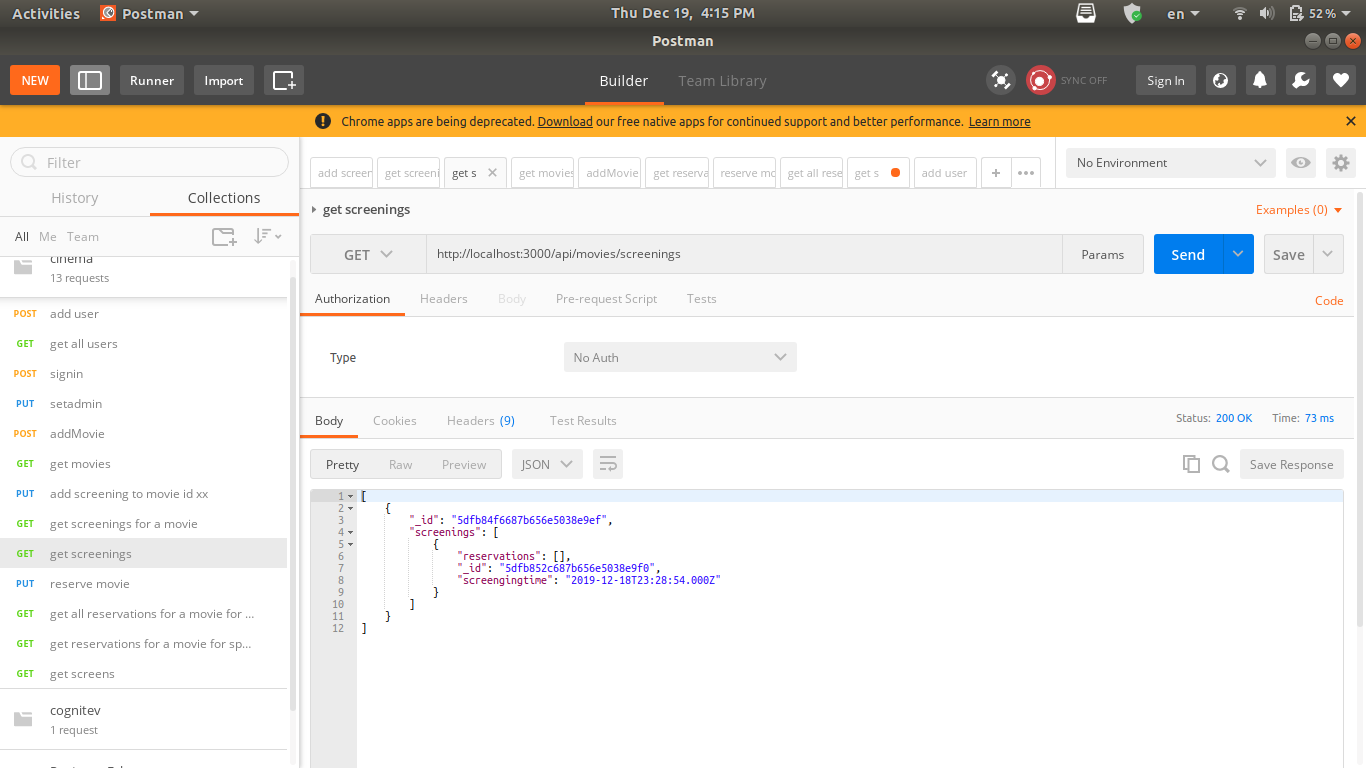 Activities Postman Thu Dec 19, 4:15 PM en 52%
Postman
NEW Runner Import Builder Team Library SYNC OFF Sign In
Chrome apps are being deprecated. Download our free native apps for continued support and better performance. Learn more
Filter
History Collections
All Me Team
cinema
13 requests
POST add user
GET get all users
POST signin
PUT setadmin
POST addMovie
GET get movies
PUT add screening to movie id xx
GET get screenings for a movie
GET get screenings
PUT reserve movie
GET get all reservations for a movie for ...
GET get reservations for a movie for sp...
GET get screens
cognitev
1 request
add screen get screeni get s get movies addMovie get reserva reserve mo get all rese get s add user + •••
No Environment
get screenings
Examples (0)
GET http://localhost:3000/api/movies/screenings Params Send Save
Authorization Headers Body Pre-request Script Tests Code
Type No Auth
Body Cookies Headers (9) Test Results Status: 200 OK Time: 73 ms
Pretty Raw Preview JSON Save Response
1 [
2 {
3 "_id": "5dfb84f6687b656e5038e9ef",
4 "screenings": [
5 {
6 "reservations": [],
7 "_id": "5dfb852c687b656e5038e9f0",
8 "screengingtime": "2019-12-18T23:28:54.000Z"
9 }
10 ]
11 }
12 ]